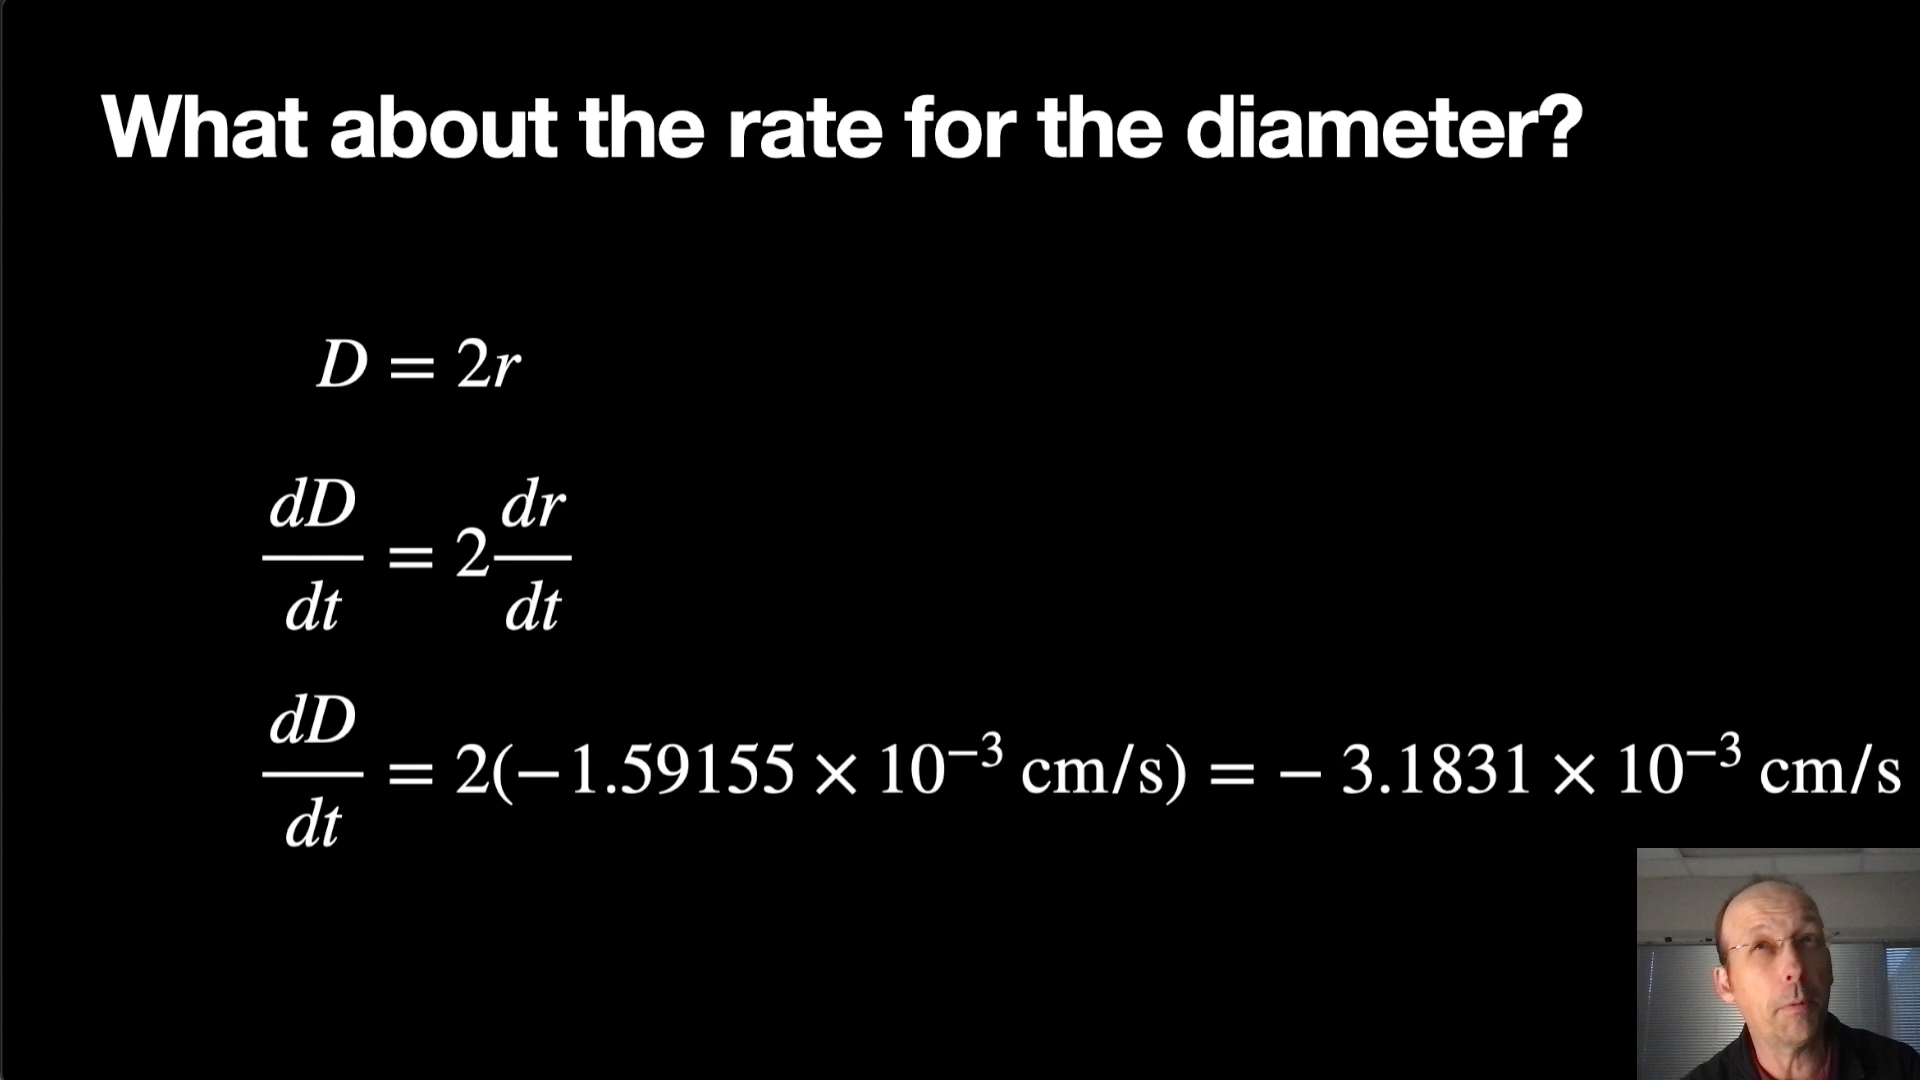 What about the rate for the diameter?
D = 2r
dD/dt = 2 dr/dt
dD/dt = 2(−1.59155 × 10⁻³ cm/s) = − 3.1831 × 10⁻³ cm/s